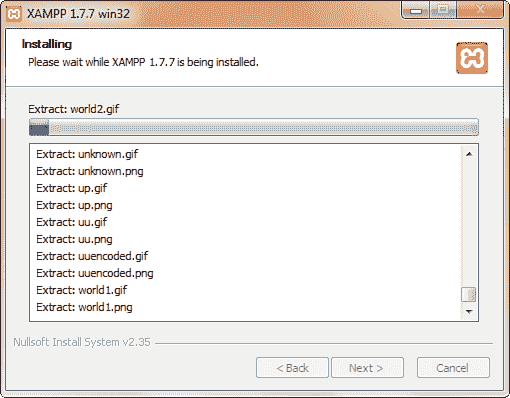 XAMPP 1.7.7 win32
Installing
Please wait while XAMPP 1.7.7 is being installed.
Extract: world2.gif
Extract: unknown.gif
Extract: unknown.png
Extract: up.gif
Extract: up.png
Extract: uu.gif
Extract: uu.png
Extract: uuencoded.gif
Extract: uuencoded.png
Extract: world1.gif
Extract: world1.png
Nullsoft Install System v2.35
< Back Next > Cancel